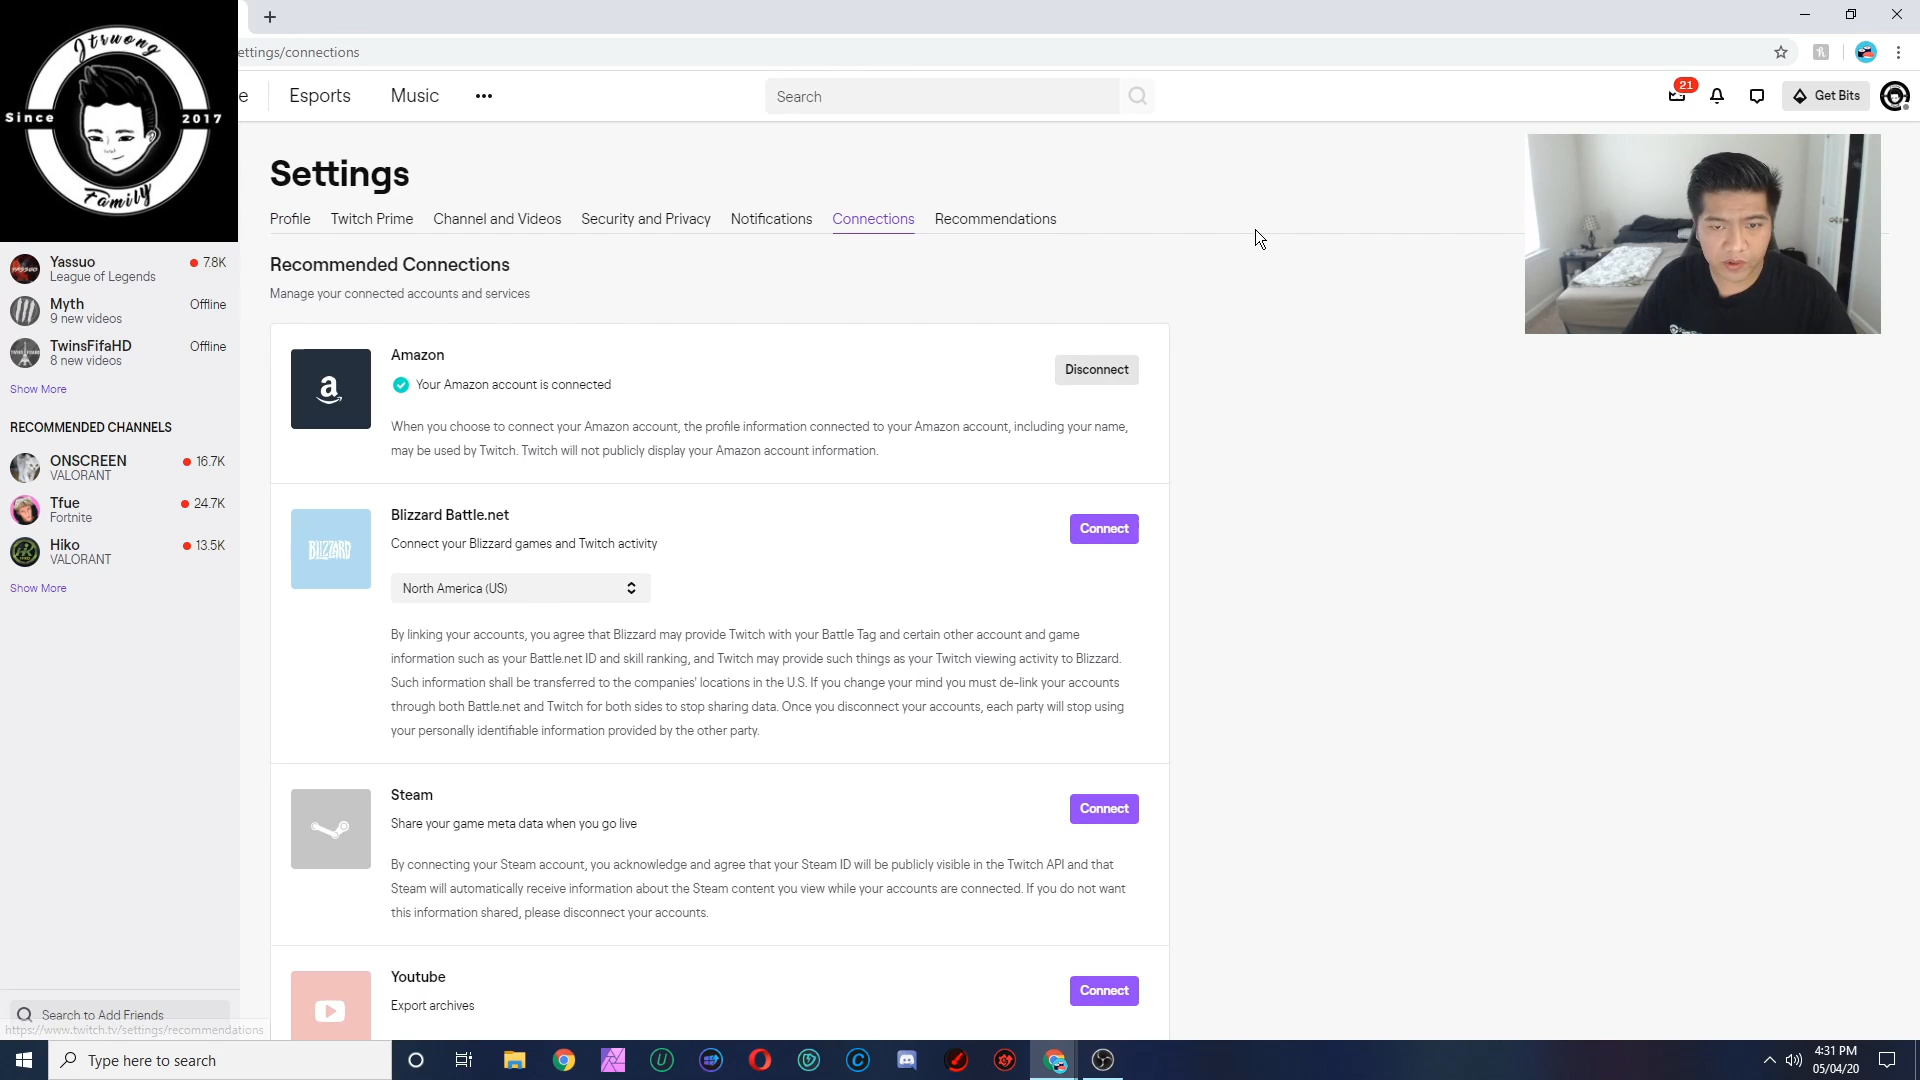 Jtruong
Since 2017
Family
ettings/connections
e
Esports
Music
Search
21
Get Bits
Settings
Profile
Twitch Prime
Channel and Videos
Security and Privacy
Notifications
Connections
Recommendations
Recommended Connections
Manage your connected accounts and services
Yassuo
7.8K
League of Legends
Myth
Offline
9 new videos
TwinsFifaHD
Offline
8 new videos
Show More
RECOMMENDED CHANNELS
ONSCREEN
16.7K
VALORANT
Tfue
24.7K
Fortnite
Hiko
13.5K
VALORANT
Show More
Search to Add Friends
https://www.twitch.tv/settings/recommendations
Amazon
Your Amazon account is connected
Disconnect
When you choose to connect your Amazon account, the profile information connected to your Amazon account, including your name,
may be used by Twitch. Twitch will not publicly display your Amazon account information.
BLIZZARD
Blizzard Battle.net
Connect your Blizzard games and Twitch activity
Connect
North America (US)
By linking your accounts, you agree that Blizzard may provide Twitch with your Battle Tag and certain other account and game
information such as your Battle.net ID and skill ranking, and Twitch may provide such things as your Twitch viewing activity to Blizzard.
Such information shall be transferred to the companies' locations in the U.S. If you change your mind you must de-link your accounts
through both Battle.net and Twitch for both sides to stop sharing data. Once you disconnect your accounts, each party will stop using
your personally identifiable information provided by the other party.
Steam
Share your game meta data when you go live
Connect
By connecting your Steam account, you acknowledge and agree that your Steam ID will be publicly visible in the Twitch API and that
Steam will automatically receive information about the Steam content you view while your accounts are connected. If you do not want
this information shared, please disconnect your accounts.
Youtube
Export archives
Connect
Type here to search
4:31 PM
05/04/20